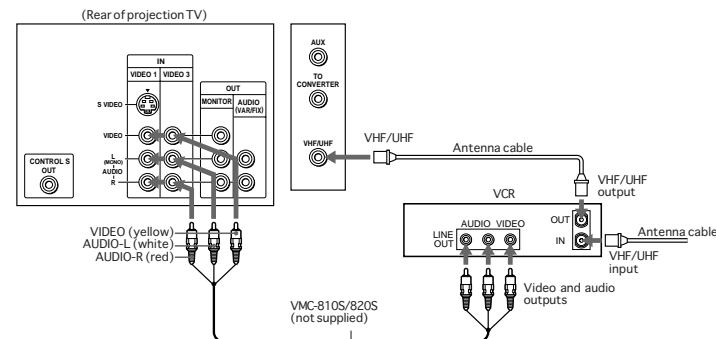 (Rear of projection TV)
IN
VIDEO 1 VIDEO 3
OUT
MONITOR AUDIO
(VAR/FIX)
S VIDEO
VIDEO
L
(MONO)
AUDIO
R
CONTROL S
OUT
AUX
TO
CONVERTER
VHF/UHF
VHF/UHF
Antenna cable
VHF/UHF
output
VCR
OUT
IN
AUDIO VIDEO
LINE
OUT
Antenna cable
VHF/UHF
input
VIDEO (yellow)
AUDIO-L (white)
AUDIO-R (red)
Video and audio
outputs
VMC-810S/820S
(not supplied)